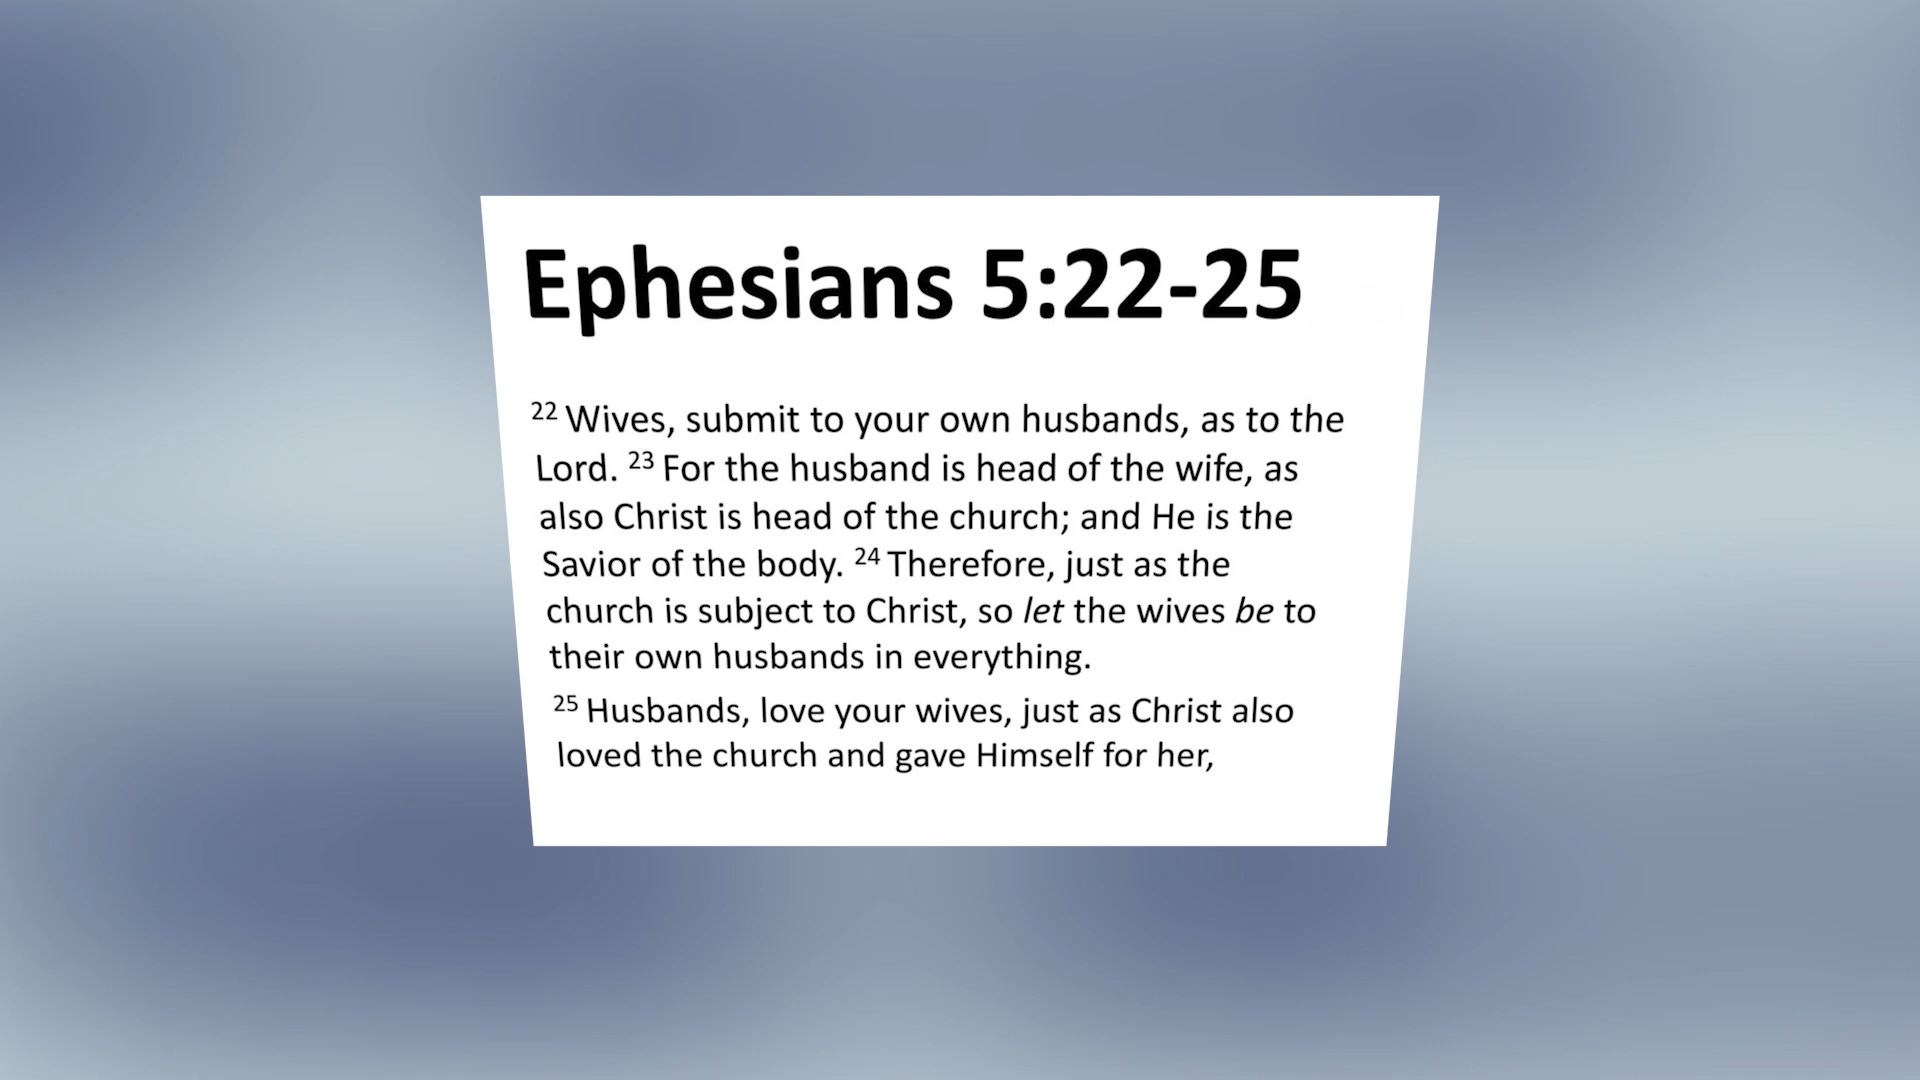 Ephesians 5:22-25
22 Wives, submit to your own husbands, as to the
Lord. 23 For the husband is head of the wife, as
also Christ is head of the church; and He is the
Savior of the body. 24 Therefore, just as the
church is subject to Christ, so let the wives be to
their own husbands in everything.
25 Husbands, love your wives, just as Christ also
loved the church and gave Himself for her,